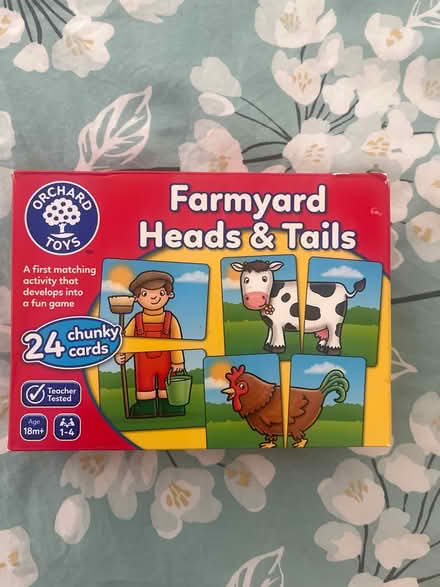 ORCHARD
TOYS
Farmyard
Heads & Tails
A first matching
activity that
develops into
a fun game
24 chunky
cards
Teacher
Tested
Age
18m+
1-4